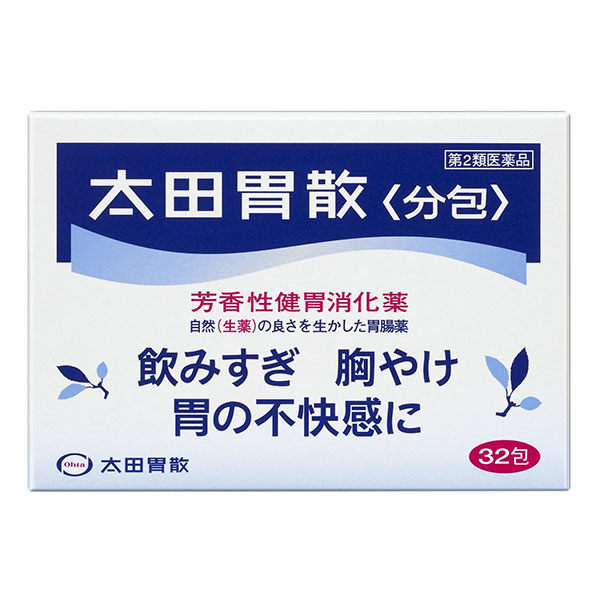 第2類医薬品
太田胃散〈分包〉
芳香性健胃消化薬
自然（生薬）の良さを生かした胃腸薬
飲みすぎ 胸やけ
胃の不快感に
Ohta 太田胃散
32包